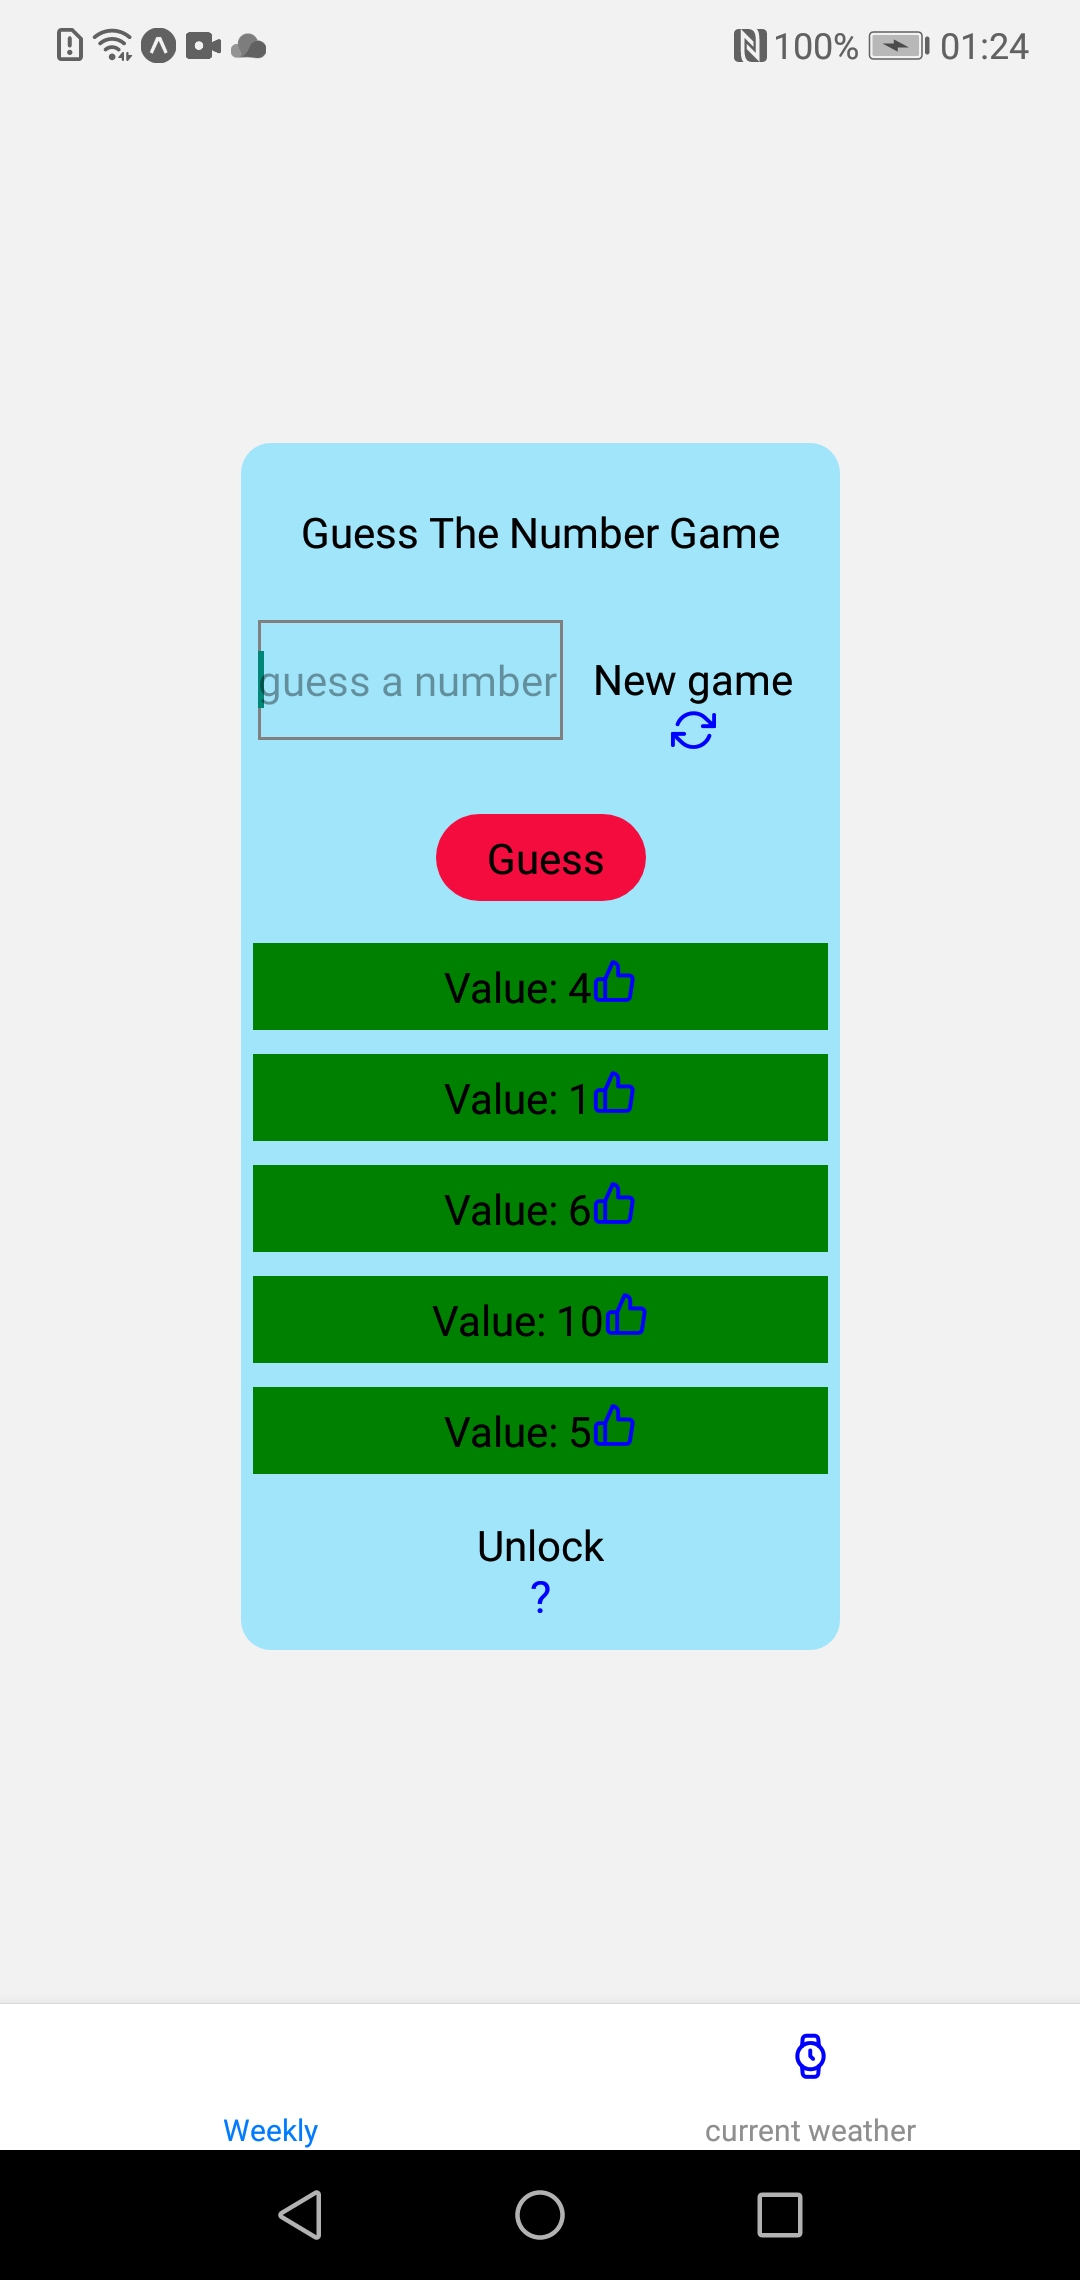 100% 01:24
Guess The Number Game
guess a number
New game
Guess
Value: 4
Value: 1
Value: 6
Value: 10
Value: 5
Unlock
?
Weekly
current weather